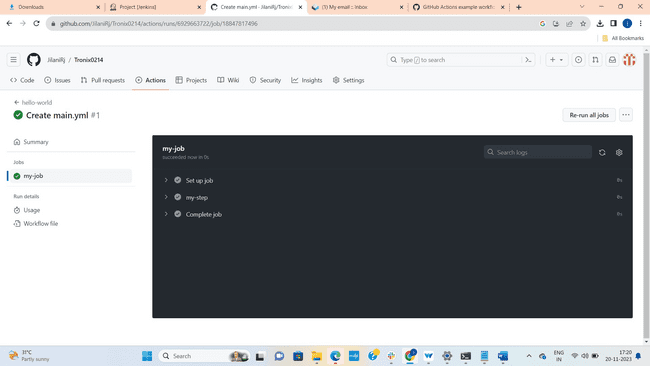 Downloads
Project [Jenkins]
Create main.yml · JilaniRj/Tronix
(3) My email :: Inbox
GitHub Actions example workfl
github.com/JilaniRj/Tronix0214/actions/runs/6929663722/job/18847817496
All Bookmarks
JilaniRj / Tronix0214
Type / to search
Code
Issues
Pull requests
Actions
Projects
Wiki
Security
Insights
Settings
hello-world
Create main.yml #1
Re-run all jobs
Summary
Jobs
my-job
Run details
Usage
Workflow file
my-job
succeeded now in 0s
Search logs
Set up job
0s
my-step
0s
Complete job
0s
31°C
Partly sunny
Search
ENG
IN
17:20
20-11-2023